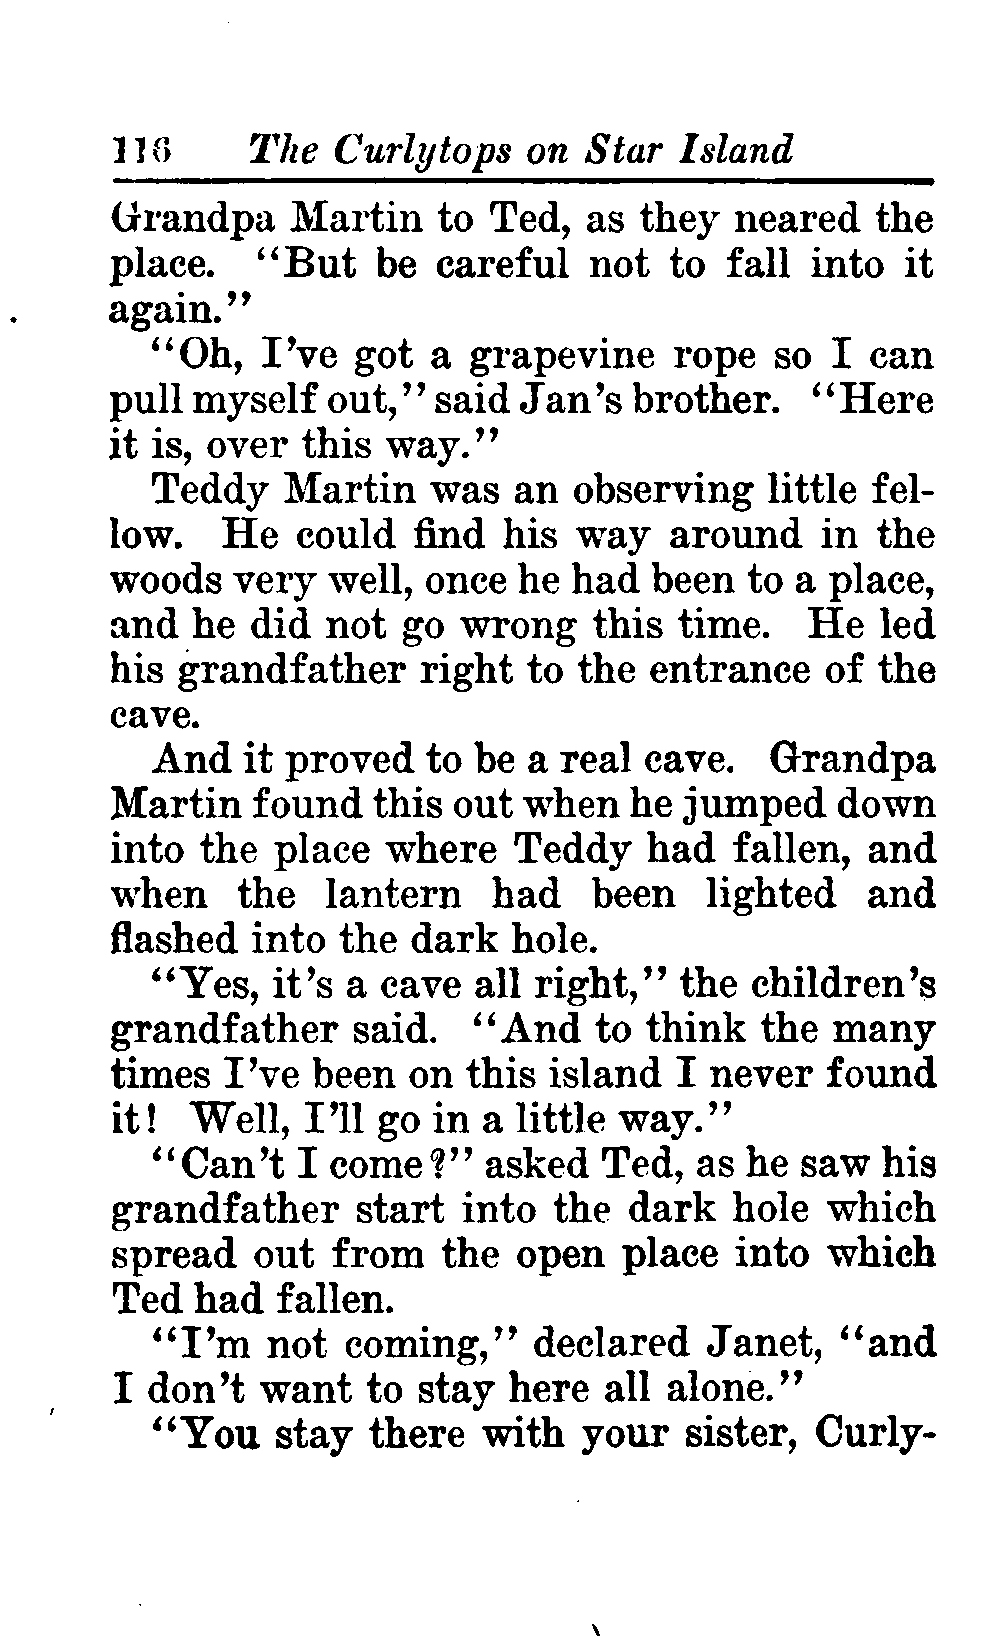 116 The Curlytops on Star Island
Grandpa Martin to Ted, as they neared the
place. “But be careful not to fall into it
again.”
“Oh, I’ve got a grapevine rope so I can
pull myself out,” said Jan’s brother. “Here
it is, over this way.”
Teddy Martin was an observing little fel-
low. He could find his way around in the
woods very well, once he had been to a place,
and he did not go wrong this time. He led
his grandfather right to the entrance of the
cave.
And it proved to be a real cave. Grandpa
Martin found this out when he jumped down
into the place where Teddy had fallen, and
when the lantern had been lighted and
flashed into the dark hole.
“Yes, it’s a cave all right,” the children’s
grandfather said. “And to think the many
times I’ve been on this island I never found
it! Well, I’ll go in a little way.”
“Can’t I come?” asked Ted, as he saw his
grandfather start into the dark hole which
spread out from the open place into which
Ted had fallen.
“I’m not coming,” declared Janet, “and
I don’t want to stay here all alone.”
“You stay there with your sister, Curly-